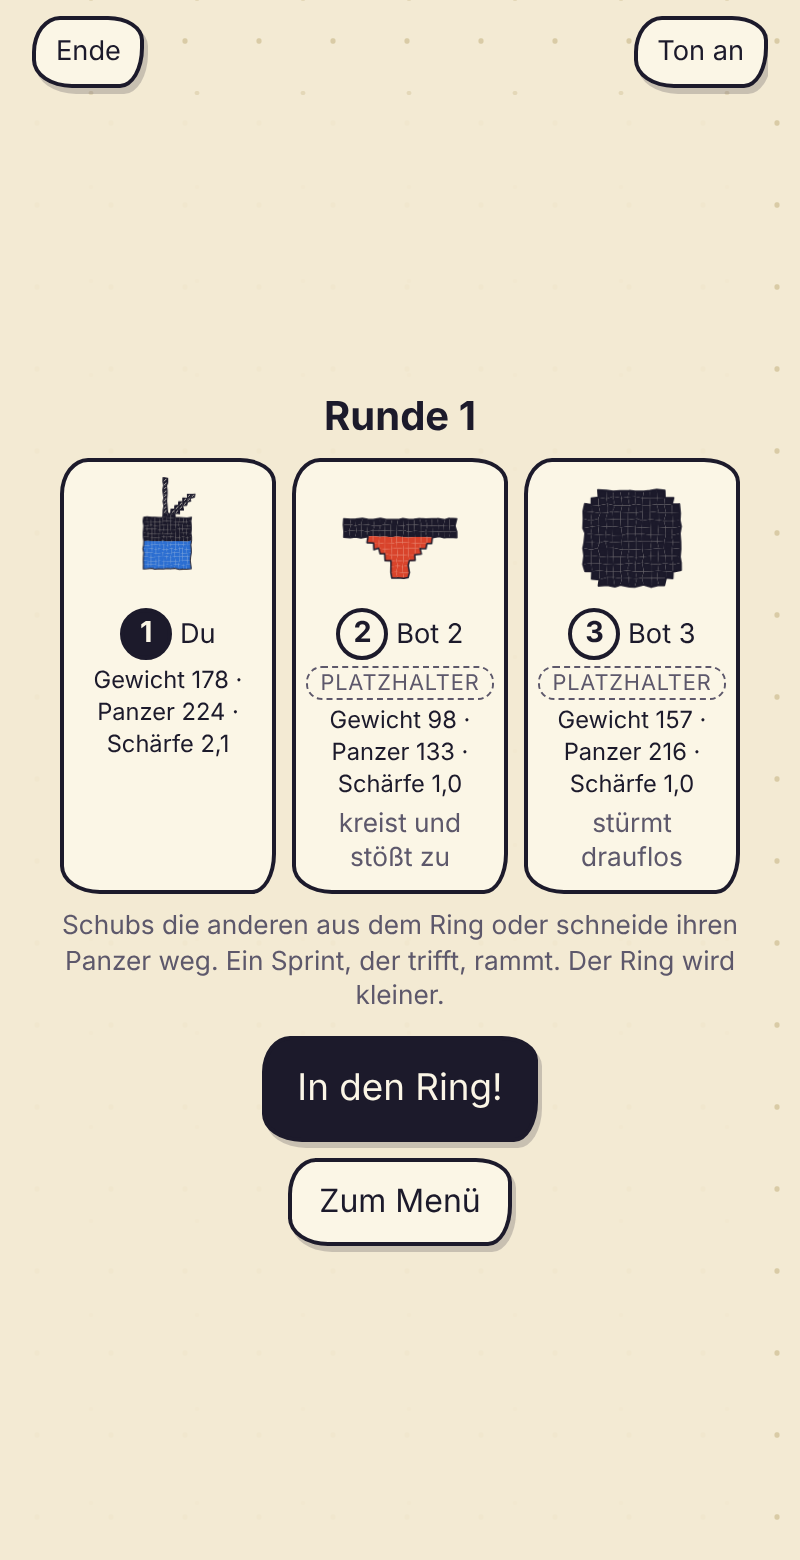 Ende
Ton an
Runde 1
1 Du
Gewicht 178 ·
Panzer 224 ·
Schärfe 2,1
2 Bot 2
PLATZHALTER
Gewicht 98 ·
Panzer 133 ·
Schärfe 1,0
kreist und
stößt zu
3 Bot 3
PLATZHALTER
Gewicht 157 ·
Panzer 216 ·
Schärfe 1,0
stürmt
drauflos
Schubs die anderen aus dem Ring oder schneide ihren
Panzer weg. Ein Sprint, der trifft, rammt. Der Ring wird
kleiner.
In den Ring!
Zum Menü